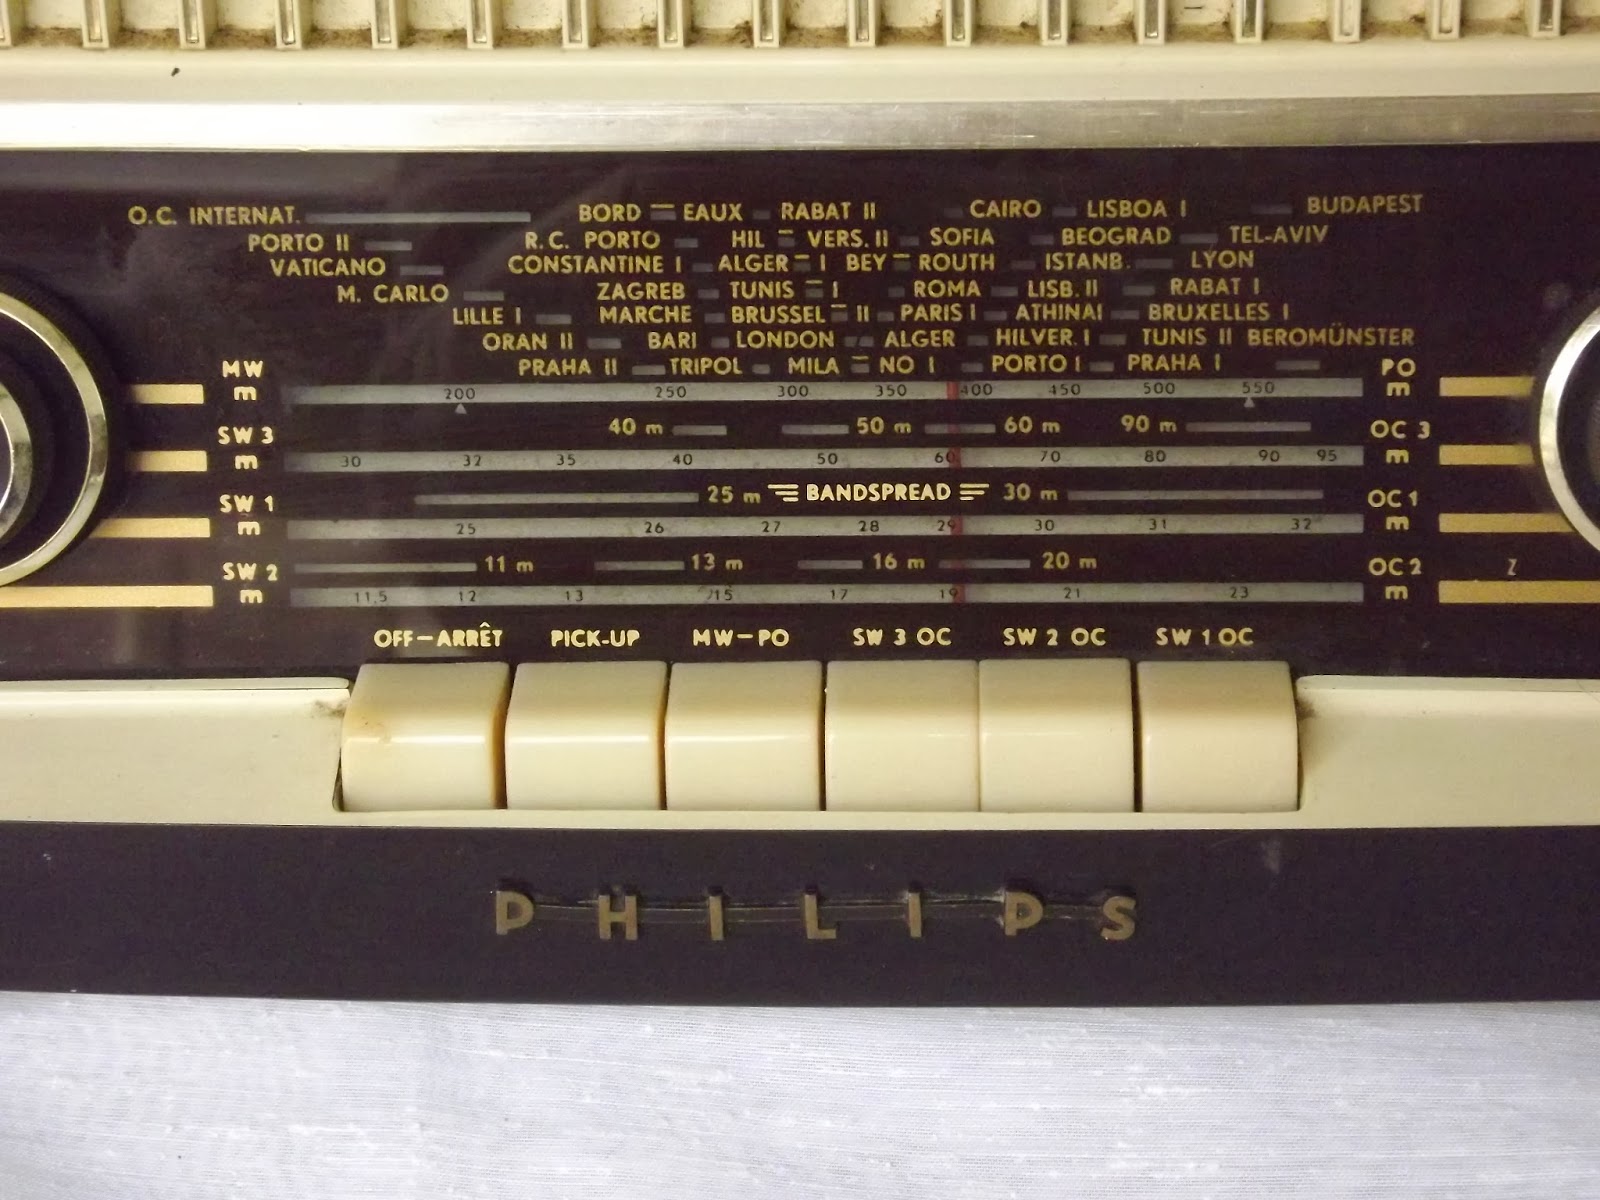 O.C. INTERNAT. BORD EAUX RABAT II CAIRO LISBOA I BUDAPEST
PORTO II R.C. PORTO HIL VERS. II SOFIA BEOGRAD TEL-AVIV
VATICANO CONSTANTINE I ALGER I BEY ROUTH ISTANB. LYON
M. CARLO ZAGREB TUNIS I ROMA LISB. II RABAT I
LILLE I MARCHE BRUSSEL II PARIS I ATHINAI BRUXELLES I
ORAN II BARI LONDON ALGER HILVER. I TUNIS II BEROMÜNSTER
MW PRAHA II TRIPOL MILA NO I PORTO I PRAHA I PO
m 200 250 300 350 400 450 500 550 m
SW 3 40 m 50 m 60 m 90 m OC 3
m 30 32 35 40 50 60 70 80 90 95 m
SW 1 25 m BANDSPREAD 30 m OC 1
m 25 26 27 28 29 30 31 32 m
SW 2 11 m 13 m 16 m 20 m OC 2 Z
m 11,5 12 13 15 17 19 21 23 m
OFF-ARRÊT PICK-UP MW-PO SW 3 OC SW 2 OC SW 1 OC
PHILIPS